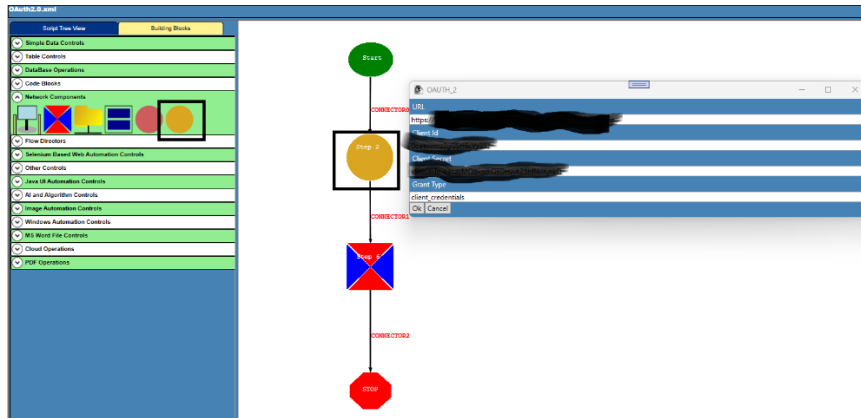 OAuth2.0.xml
Script Tree View
Building Blocks
Simple Data Controls
Table Controls
DataBase Operations
Code Blocks
Network Components
Flow Directors
Selenium Based Web Automation Controls
Other Controls
Java UI Automation Controls
AI and Algorithm Controls
Image Automation Controls
Windows Automation Controls
MS Word File Controls
Cloud Operations
PDF Operations
Start
CONNECTOR0
Step 2
CONNECTOR1
Step
CONNECTOR2
STOP
OAUTH_2
URL
https:/
Client Id
Client Secret
Grant Type
client_credentials
Ok Cancel